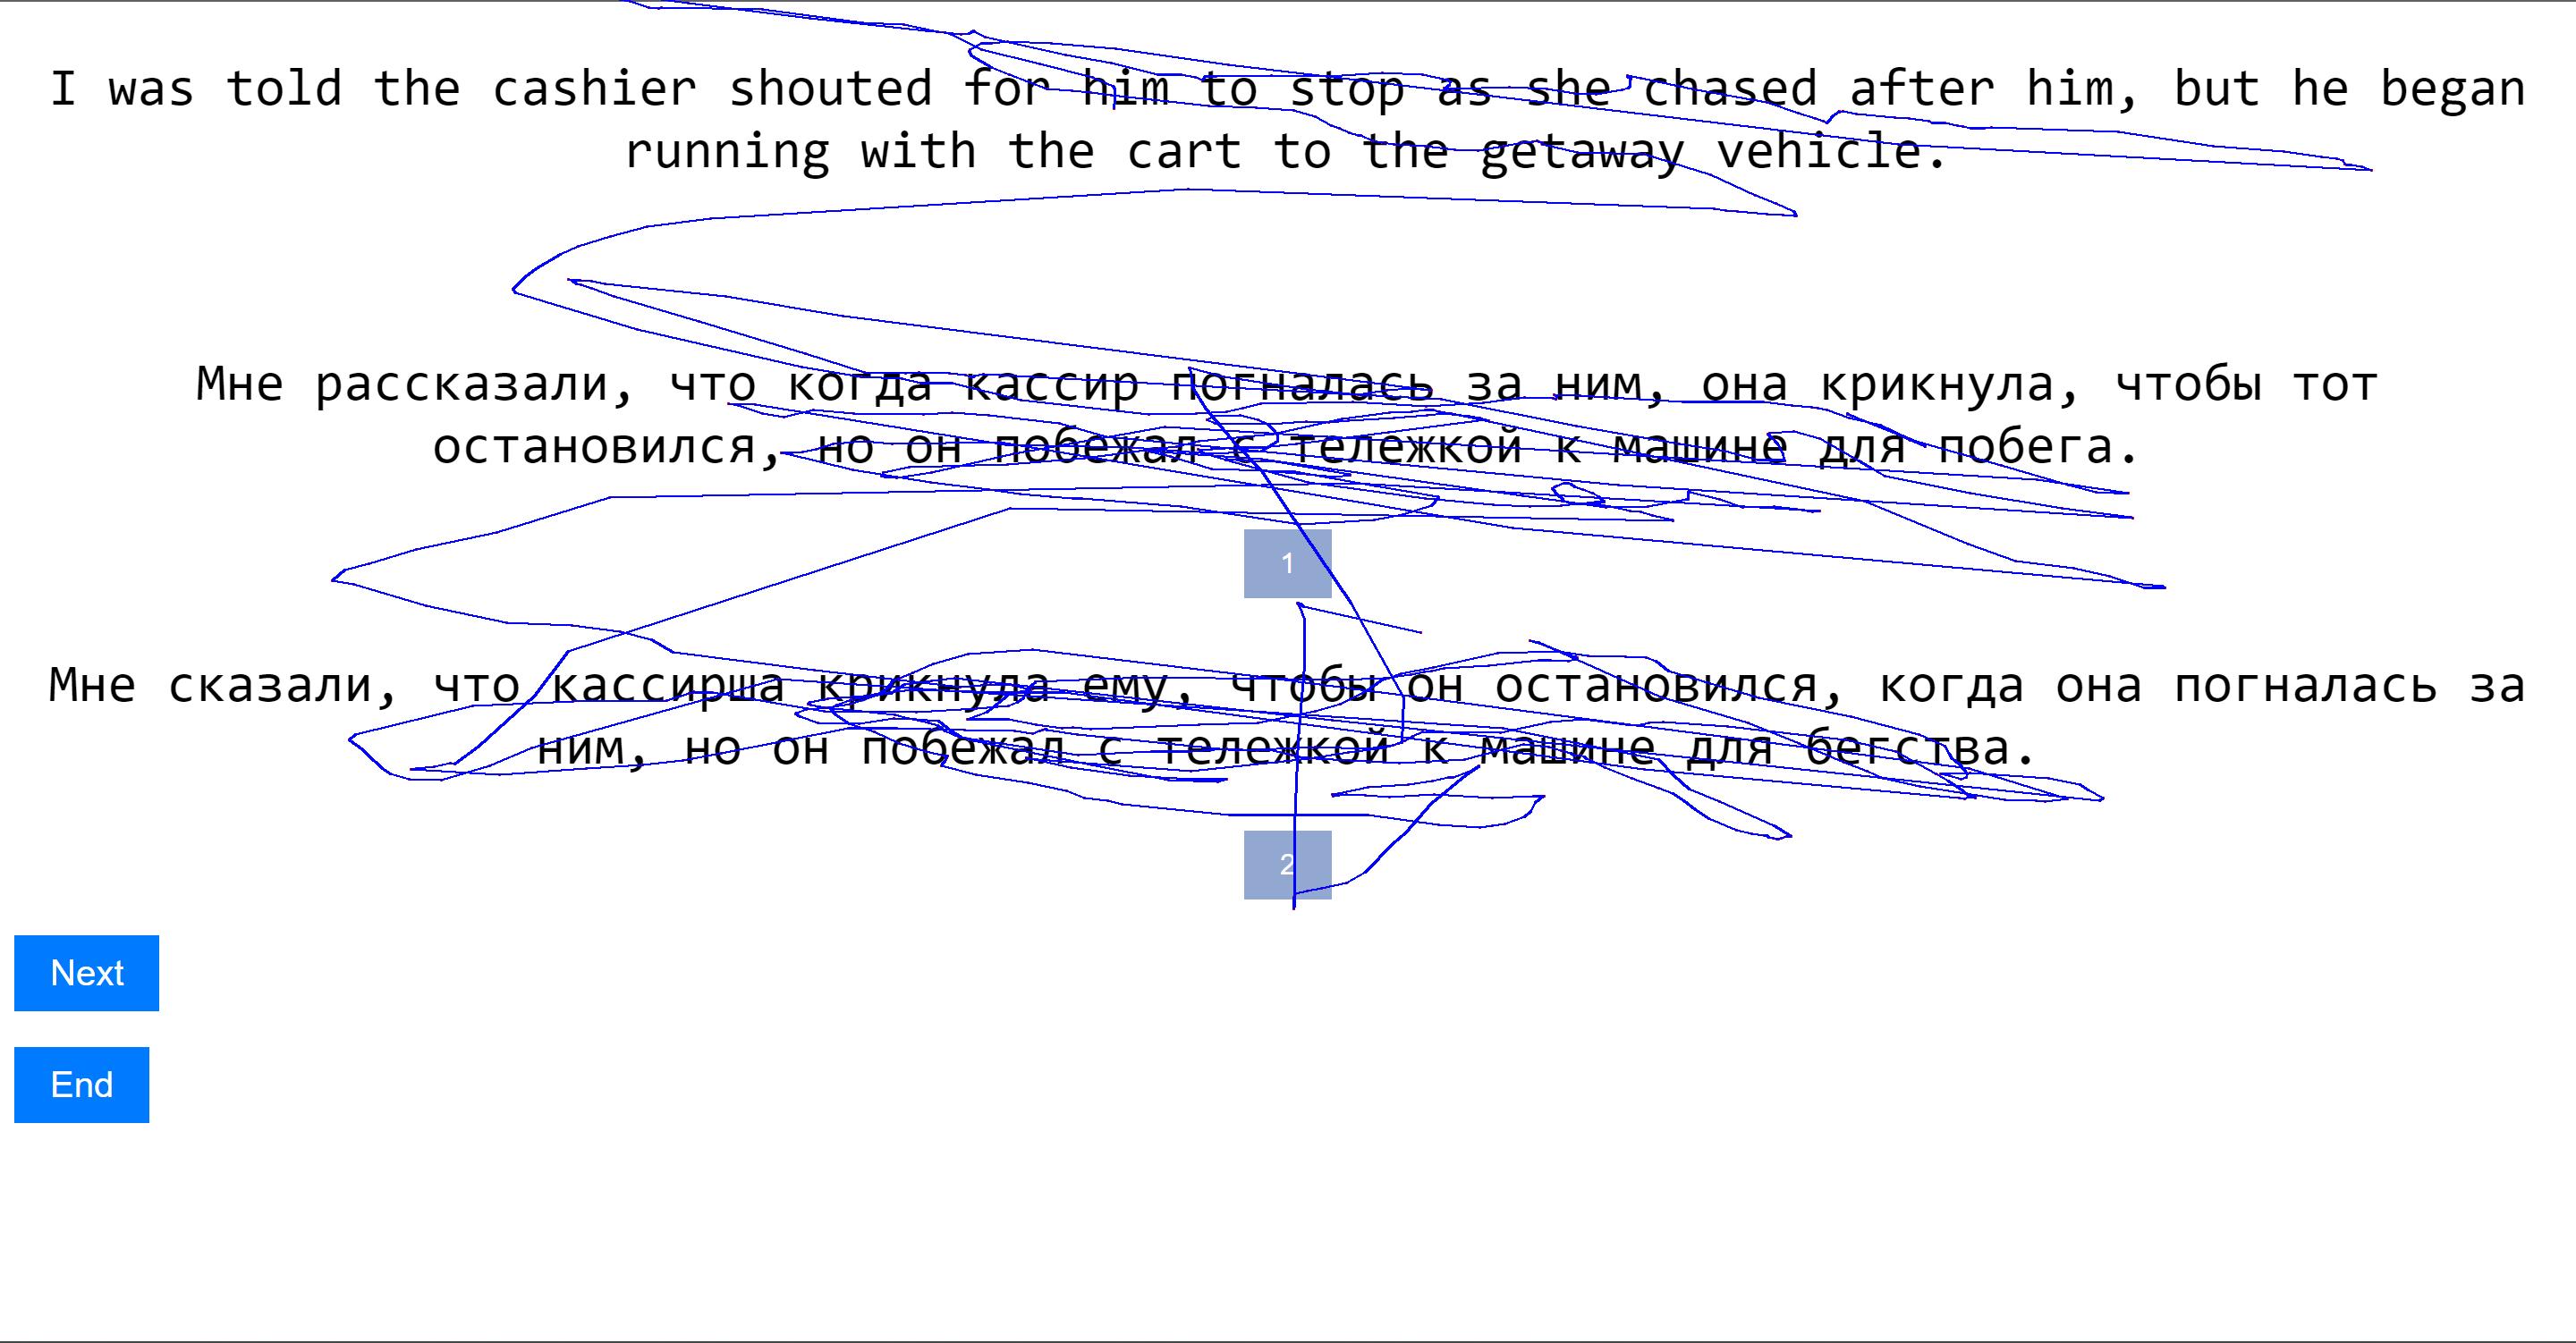 I was told the cashier shouted for him to stop as she chased after him, but he began
running with the cart to the getaway vehicle.
Мне рассказали, что когда кассир погналась за ним, она крикнула, чтобы тот
остановился, но он побежал с тележкой к машине для побега.
1
Мне сказали, что кассирша крикнула ему, чтобы он остановился, когда она погналась за
ним, но он побежал с тележкой к машине для бегства.
2
Next
End